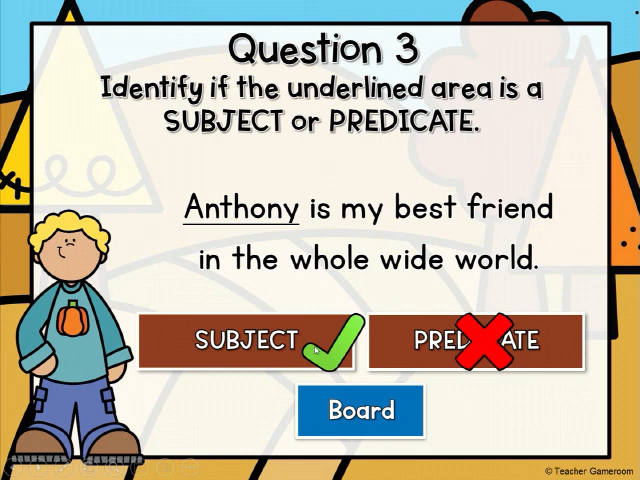 Question 3
Identify if the underlined area is a
SUBJECT or PREDICATE.
Anthony is my best friend
in the whole wide world.
SUBJECT
PREDICATE
Board
© Teacher Gameroom